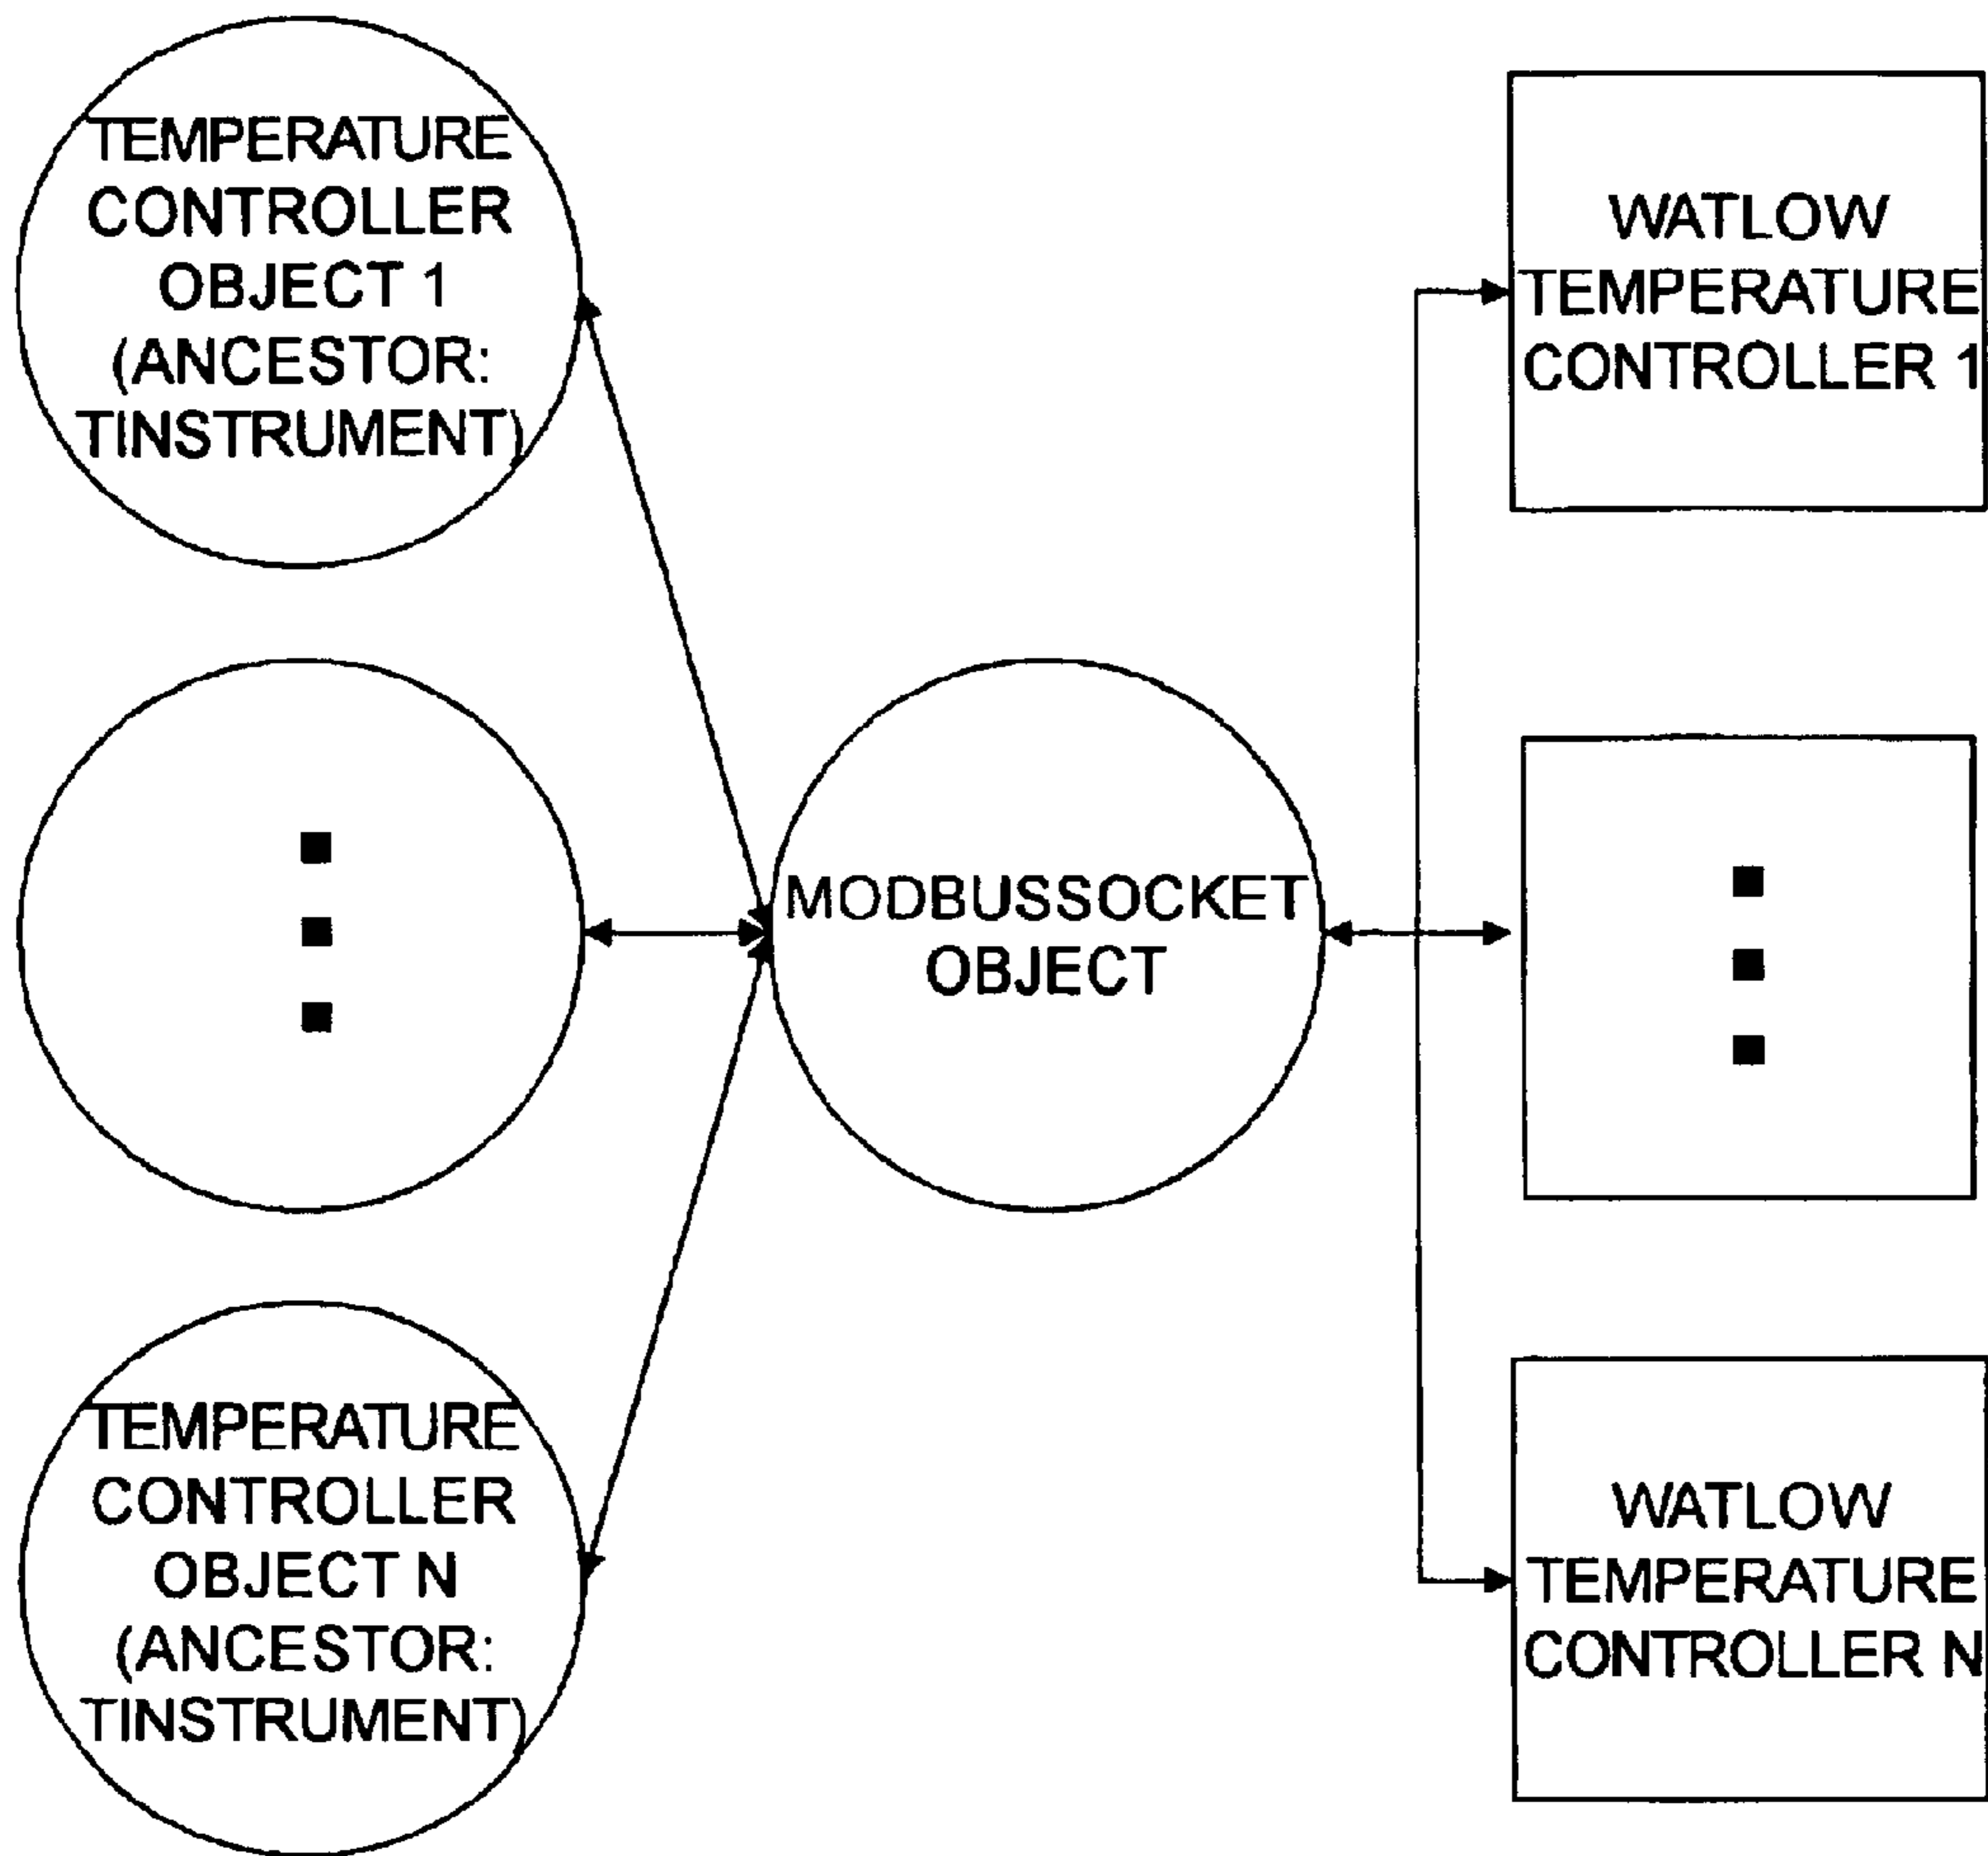 TEMPERATURE
CONTROLLER
OBJECT 1
(ANCESTOR:
TINSTRUMENT)
MODBUSSOCKET
OBJECT
TEMPERATURE
CONTROLLER
OBJECT N
(ANCESTOR:
TINSTRUMENT)
WATLOW
TEMPERATURE
CONTROLLER 1
WATLOW
TEMPERATURE
CONTROLLER N